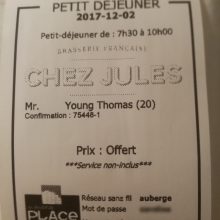 PETIT DÉJEUNER
2017-12-02
Petit-déjeuner de : 7h30 à 10h00
BRASSERIE FRANÇAISE
CHEZ JULES
Mr. Young Thomas (20)
Confirmation : 75448-1
Prix : Offert
***Service non-inclus***
Réseau sans fil auberge
Mot de passe
PLACE